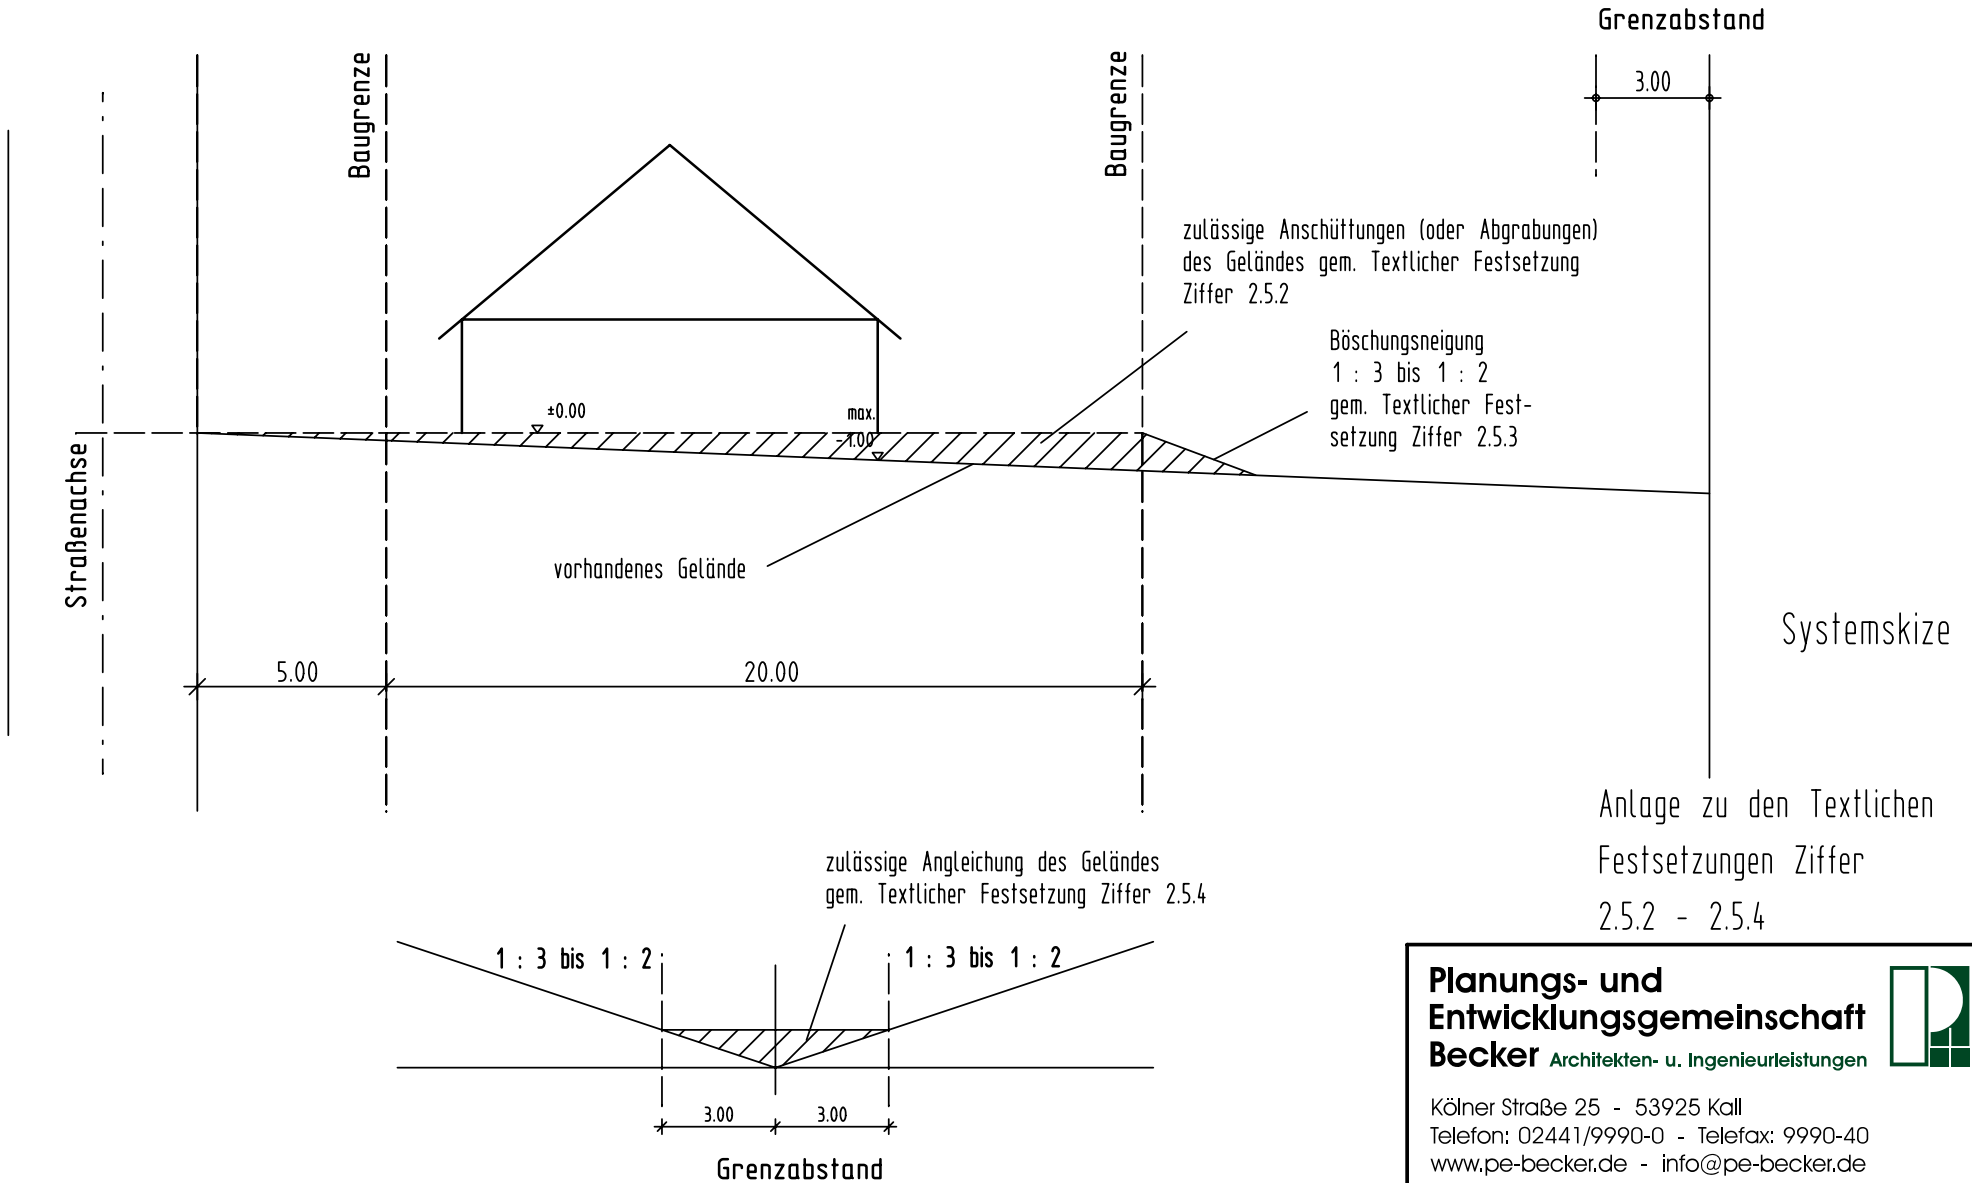 Grenzabstand
3.00
Baugrenze
Baugrenze
zulässige Anschüttungen (oder Abgrabungen)
des Geländes gem. Textlicher Festsetzung
Ziffer 2.5.2
Böschungsneigung
1 : 3 bis 1 : 2
gem. Textlicher Fest-
setzung Ziffer 2.5.3
±0.00
max.
-1.00
Straßenachse
vorhandenes Gelände
Systemskize
5.00
20.00
Anlage zu den Textlichen
Festsetzungen Ziffer
2.5.2 - 2.5.4
zulässige Angleichung des Geländes
gem. Textlicher Festsetzung Ziffer 2.5.4
1 : 3 bis 1 : 2
1 : 3 bis 1 : 2
3.00
3.00
Grenzabstand
Planungs- und
Entwicklungsgemeinschaft
Becker Architekten- u. Ingenieurleistungen
Kölner Straße 25 - 53925 Kall
Telefon: 02441/9990-0 - Telefax: 9990-40
www.pe-becker.de - info@pe-becker.de